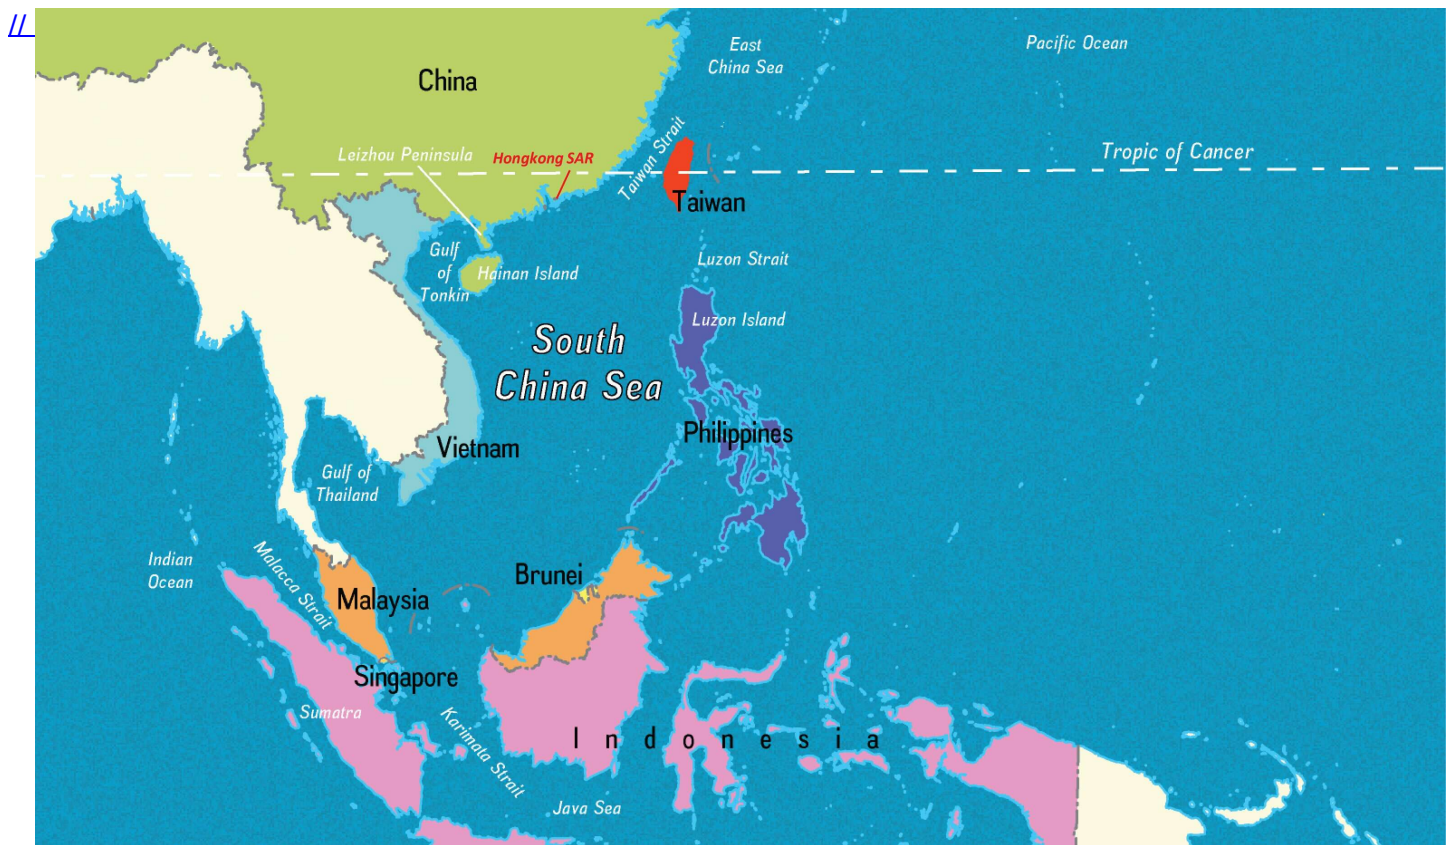 //
East
China Sea
Pacific Ocean
China
Taiwan Strait
Leizhou Peninsula
Hongkong SAR
Tropic of Cancer
Taiwan
Gulf
of
Tonkin
Hainan Island
Luzon Strait
Luzon Island
South
China Sea
Philippines
Vietnam
Gulf of
Thailand
Indian
Ocean
Malacca Strait
Brunei
Malaysia
Singapore
Sumatra
Karimata Strait
Indonesia
Java Sea